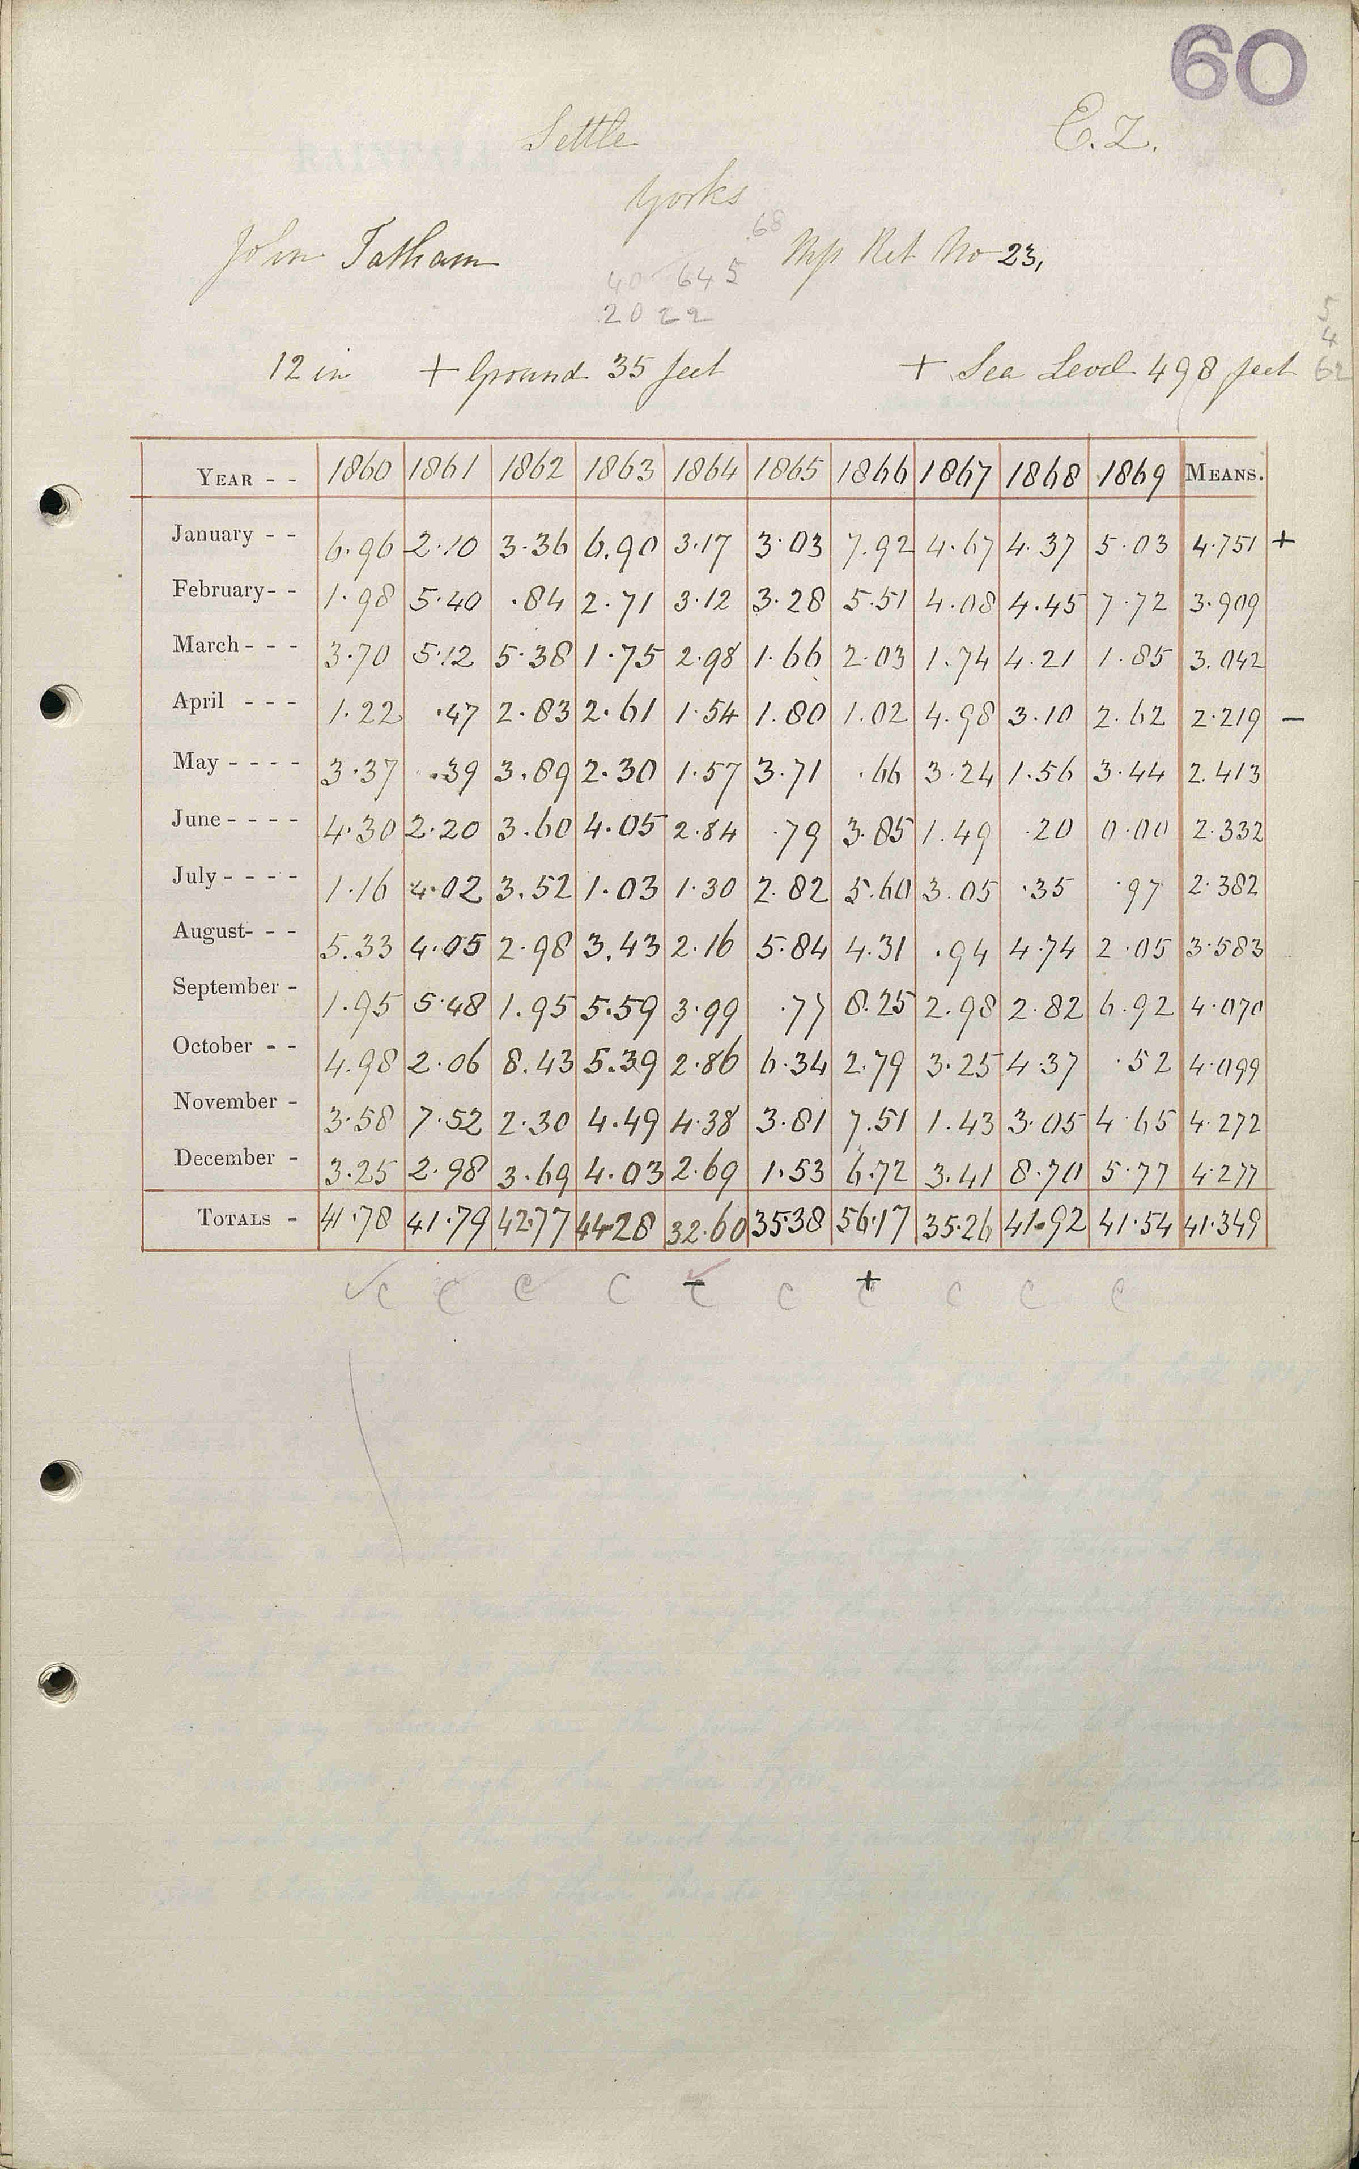 60
Settle E.Z.
Yorks
.68
John Tatham Mss Ret No 23,
40 645
2022
5
4
62
12 in + Ground 35 feet + Sea Level 498 feet
YEAR - - 1860 1861 1862 1863 1864 1865 1866 1867 1868 1869 MEANS.
January - - 6.96 2.10 3.36 6.90 3.17 3.03 7.92 4.67 4.37 5.03 4.751 +
February- - 1.98 5.40 .84 2.71 3.12 3.28 5.51 4.08 4.45 7.72 3.909
March - - - 3.70 5.12 5.38 1.75 2.98 1.66 2.03 1.74 4.21 1.85 3.042
April - - - 1.22 .47 2.83 2.61 1.54 1.80 1.02 4.98 3.10 2.62 2.219 -
May - - - - 3.37 .39 3.89 2.30 1.57 3.71 .66 3.24 1.56 3.44 2.413
June - - - - 4.30 2.20 3.60 4.05 2.84 .79 3.85 1.49 .20 0.00 2.332
July - - - - 1.16 4.02 3.52 1.03 1.30 2.82 5.60 3.05 .35 .97 2.382
August- - - 5.33 4.05 2.98 3.43 2.16 5.84 4.31 .94 4.74 2.05 3.583
September - 1.95 5.48 1.95 5.59 3.99 .77 8.25 2.98 2.82 6.92 4.070
October - - 4.98 2.06 8.43 5.39 2.86 6.34 2.79 3.25 4.37 .52 4.099
November - 3.58 7.52 2.30 4.49 4.38 3.81 7.51 1.43 3.05 4.65 4.272
December - 3.25 2.98 3.69 4.03 2.69 1.53 6.72 3.41 8.70 5.77 4.277
TOTALS - 41.78 41.79 42.77 44.28 32.60 35.38 56.17 35.26 41.92 41.54 41.349
- +
C C C C C C C C C C